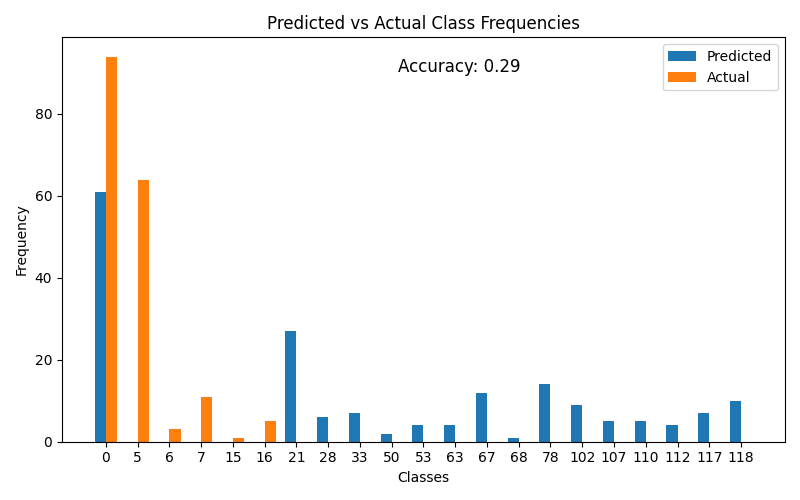 Predicted vs Actual Class Frequencies
Accuracy: 0.29
Predicted
Actual
80
60
40
20
0
Frequency
0 5 6 7 15 16 21 28 33 50 53 63 67 68 78 102 107 110 112 117 118
Classes